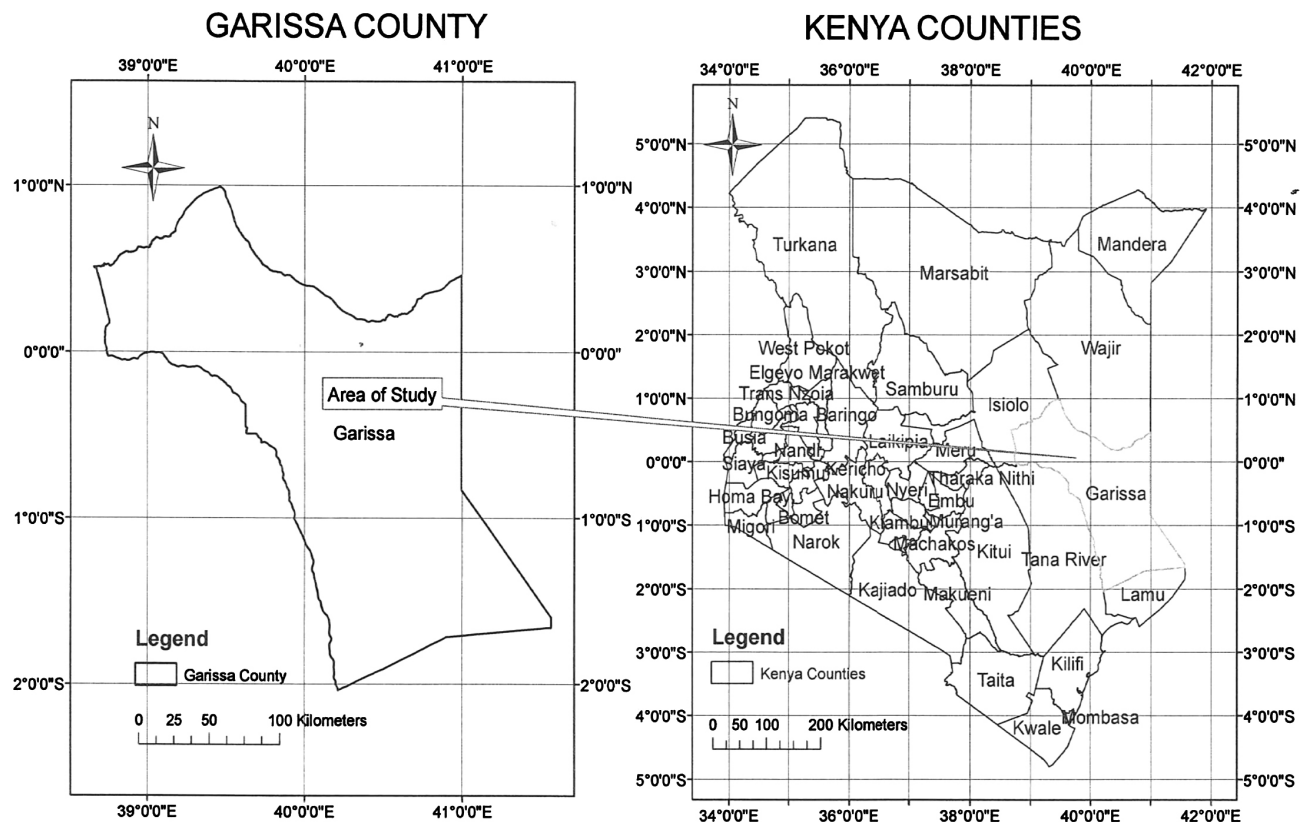 GARISSA COUNTY
39°0'0"E 40°0'0"E 41°0'0"E
N
1°0'0"N 1°0'0"N
0°0'0" 0°0'0"
Area of Study
Garissa
1°0'0"S 1°0'0"S
Legend
Garissa County
2°0'0"S 2°0'0"S
0 25 50 100 Kilometers
39°0'0"E 40°0'0"E 41°0'0"E
KENYA COUNTIES
34°0'0"E 36°0'0"E 38°0'0"E 40°0'0"E 42°0'0"E
N
5°0'0"N 5°0'0"N
4°0'0"N 4°0'0"N
Turkana Mandera
Marsabit
3°0'0"N 3°0'0"N
2°0'0"N 2°0'0"N
West Pokot Wajir
Elgeyo Marakwet
Samburu
Trans Nzoia
1°0'0"N 1°0'0"N
Isiolo
Bungoma Baringo
Busia Laikipia
Nandi Meru
0°0'0" 0°0'0"
Siaya Kisumu Kericho
Tharaka Nithi
Homa Bay Nakuru Nyeri Embu Garissa
1°0'0"S 1°0'0"S
Migori Bomet Kiambu Murang'a
Narok Machakos Kitui Tana River
2°0'0"S 2°0'0"S
Kajiado Makueni Lamu
Legend
3°0'0"S 3°0'0"S
Kenya Counties Taita Kilifi
4°0'0"S 4°0'0"S
0 50 100 200 Kilometers Kwale Mombasa
5°0'0"S 5°0'0"S
34°0'0"E 36°0'0"E 38°0'0"E 40°0'0"E 42°0'0"E